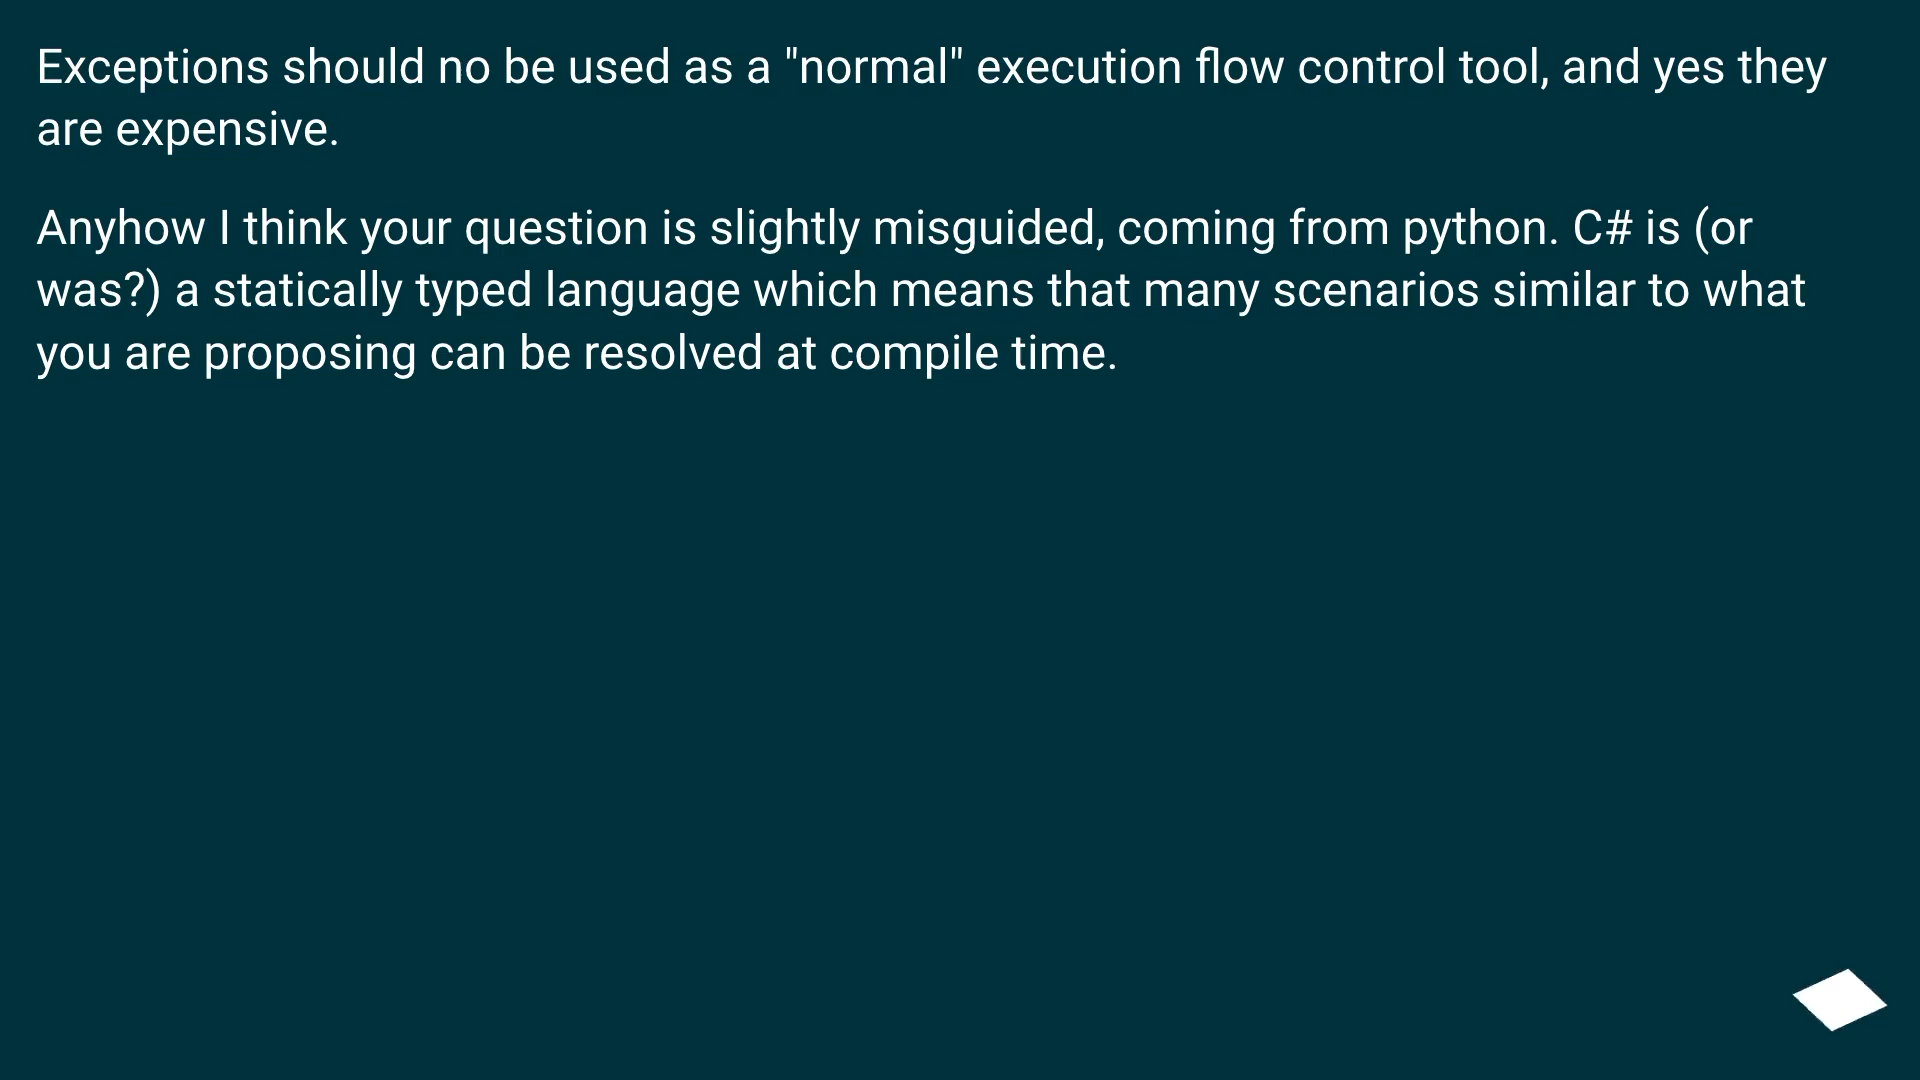 Exceptions should no be used as a "normal" execution flow control tool, and yes they
are expensive.
Anyhow I think your question is slightly misguided, coming from python. C# is (or
was?) a statically typed language which means that many scenarios similar to what
you are proposing can be resolved at compile time.